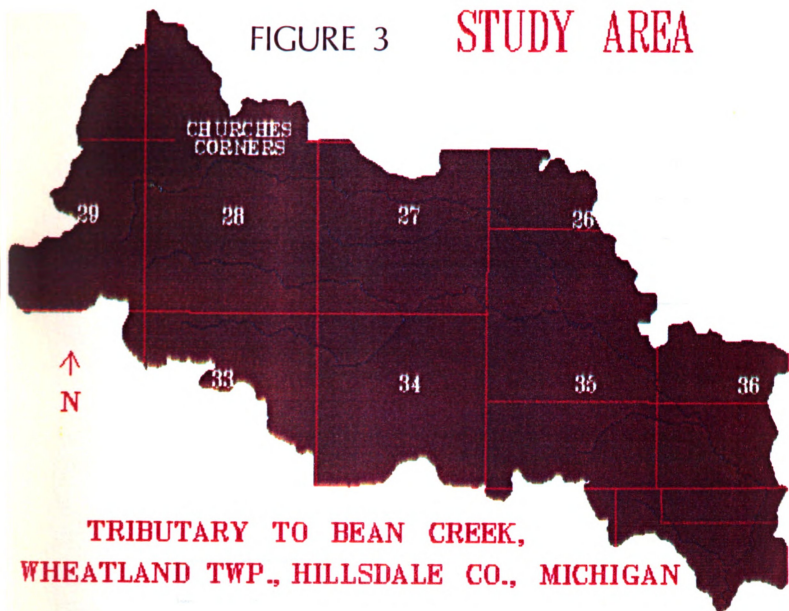 FIGURE 3 STUDY AREA
CHURCHES
CORNERS
29 28 27 26
33 34 35 36
N
TRIBUTARY TO BEAN CREEK,
WHEATLAND TWP., HILLSDALE CO., MICHIGAN